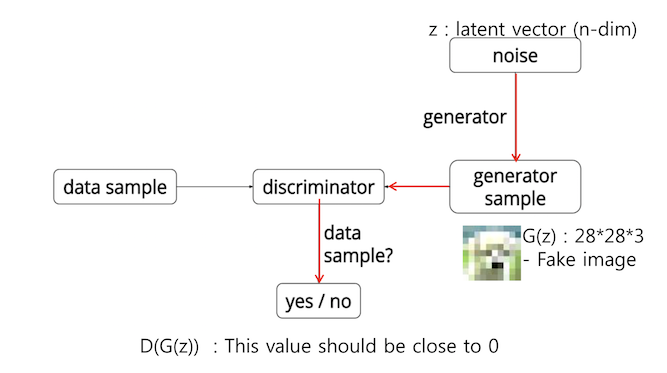 z : latent vector (n-dim)
noise
generator
data sample
discriminator
generator
sample
data
sample?
G(z) : 28*28*3
- Fake image
yes / no
D(G(z)) : This value should be close to 0